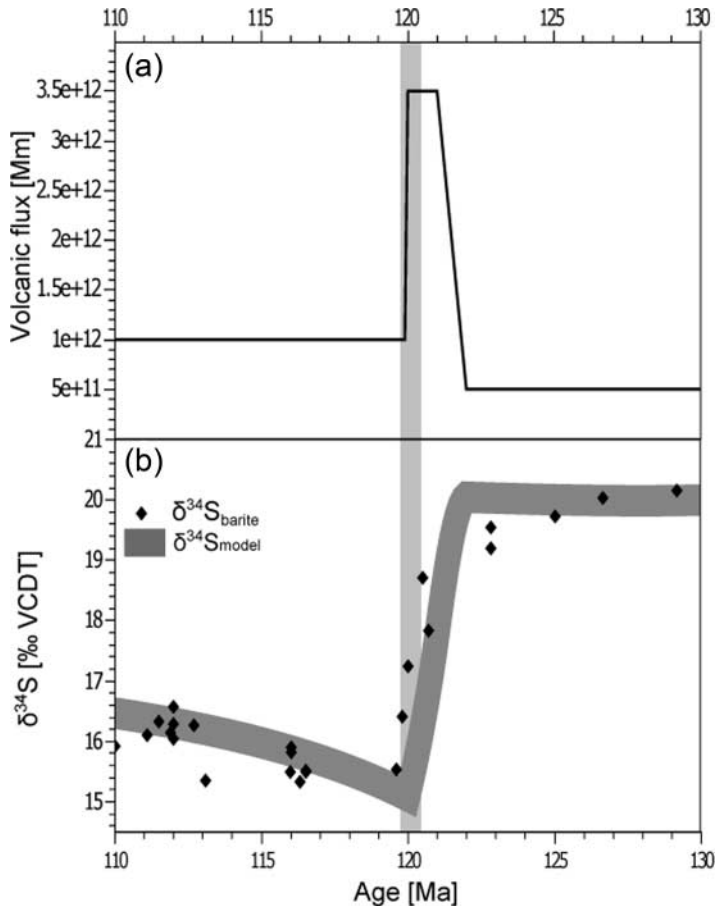 110 115 120 125 130
(a)
3.5e+12
3e+12
2.5e+12
2e+12
1.5e+12
1e+12
5e+11
Volcanic flux [Mm]
(b)
21
20
19
18
17
16
15
δ³⁴S [‰ VCDT]
δ³⁴Sbarite
δ³⁴Smodel
110 115 120 125 130
Age [Ma]